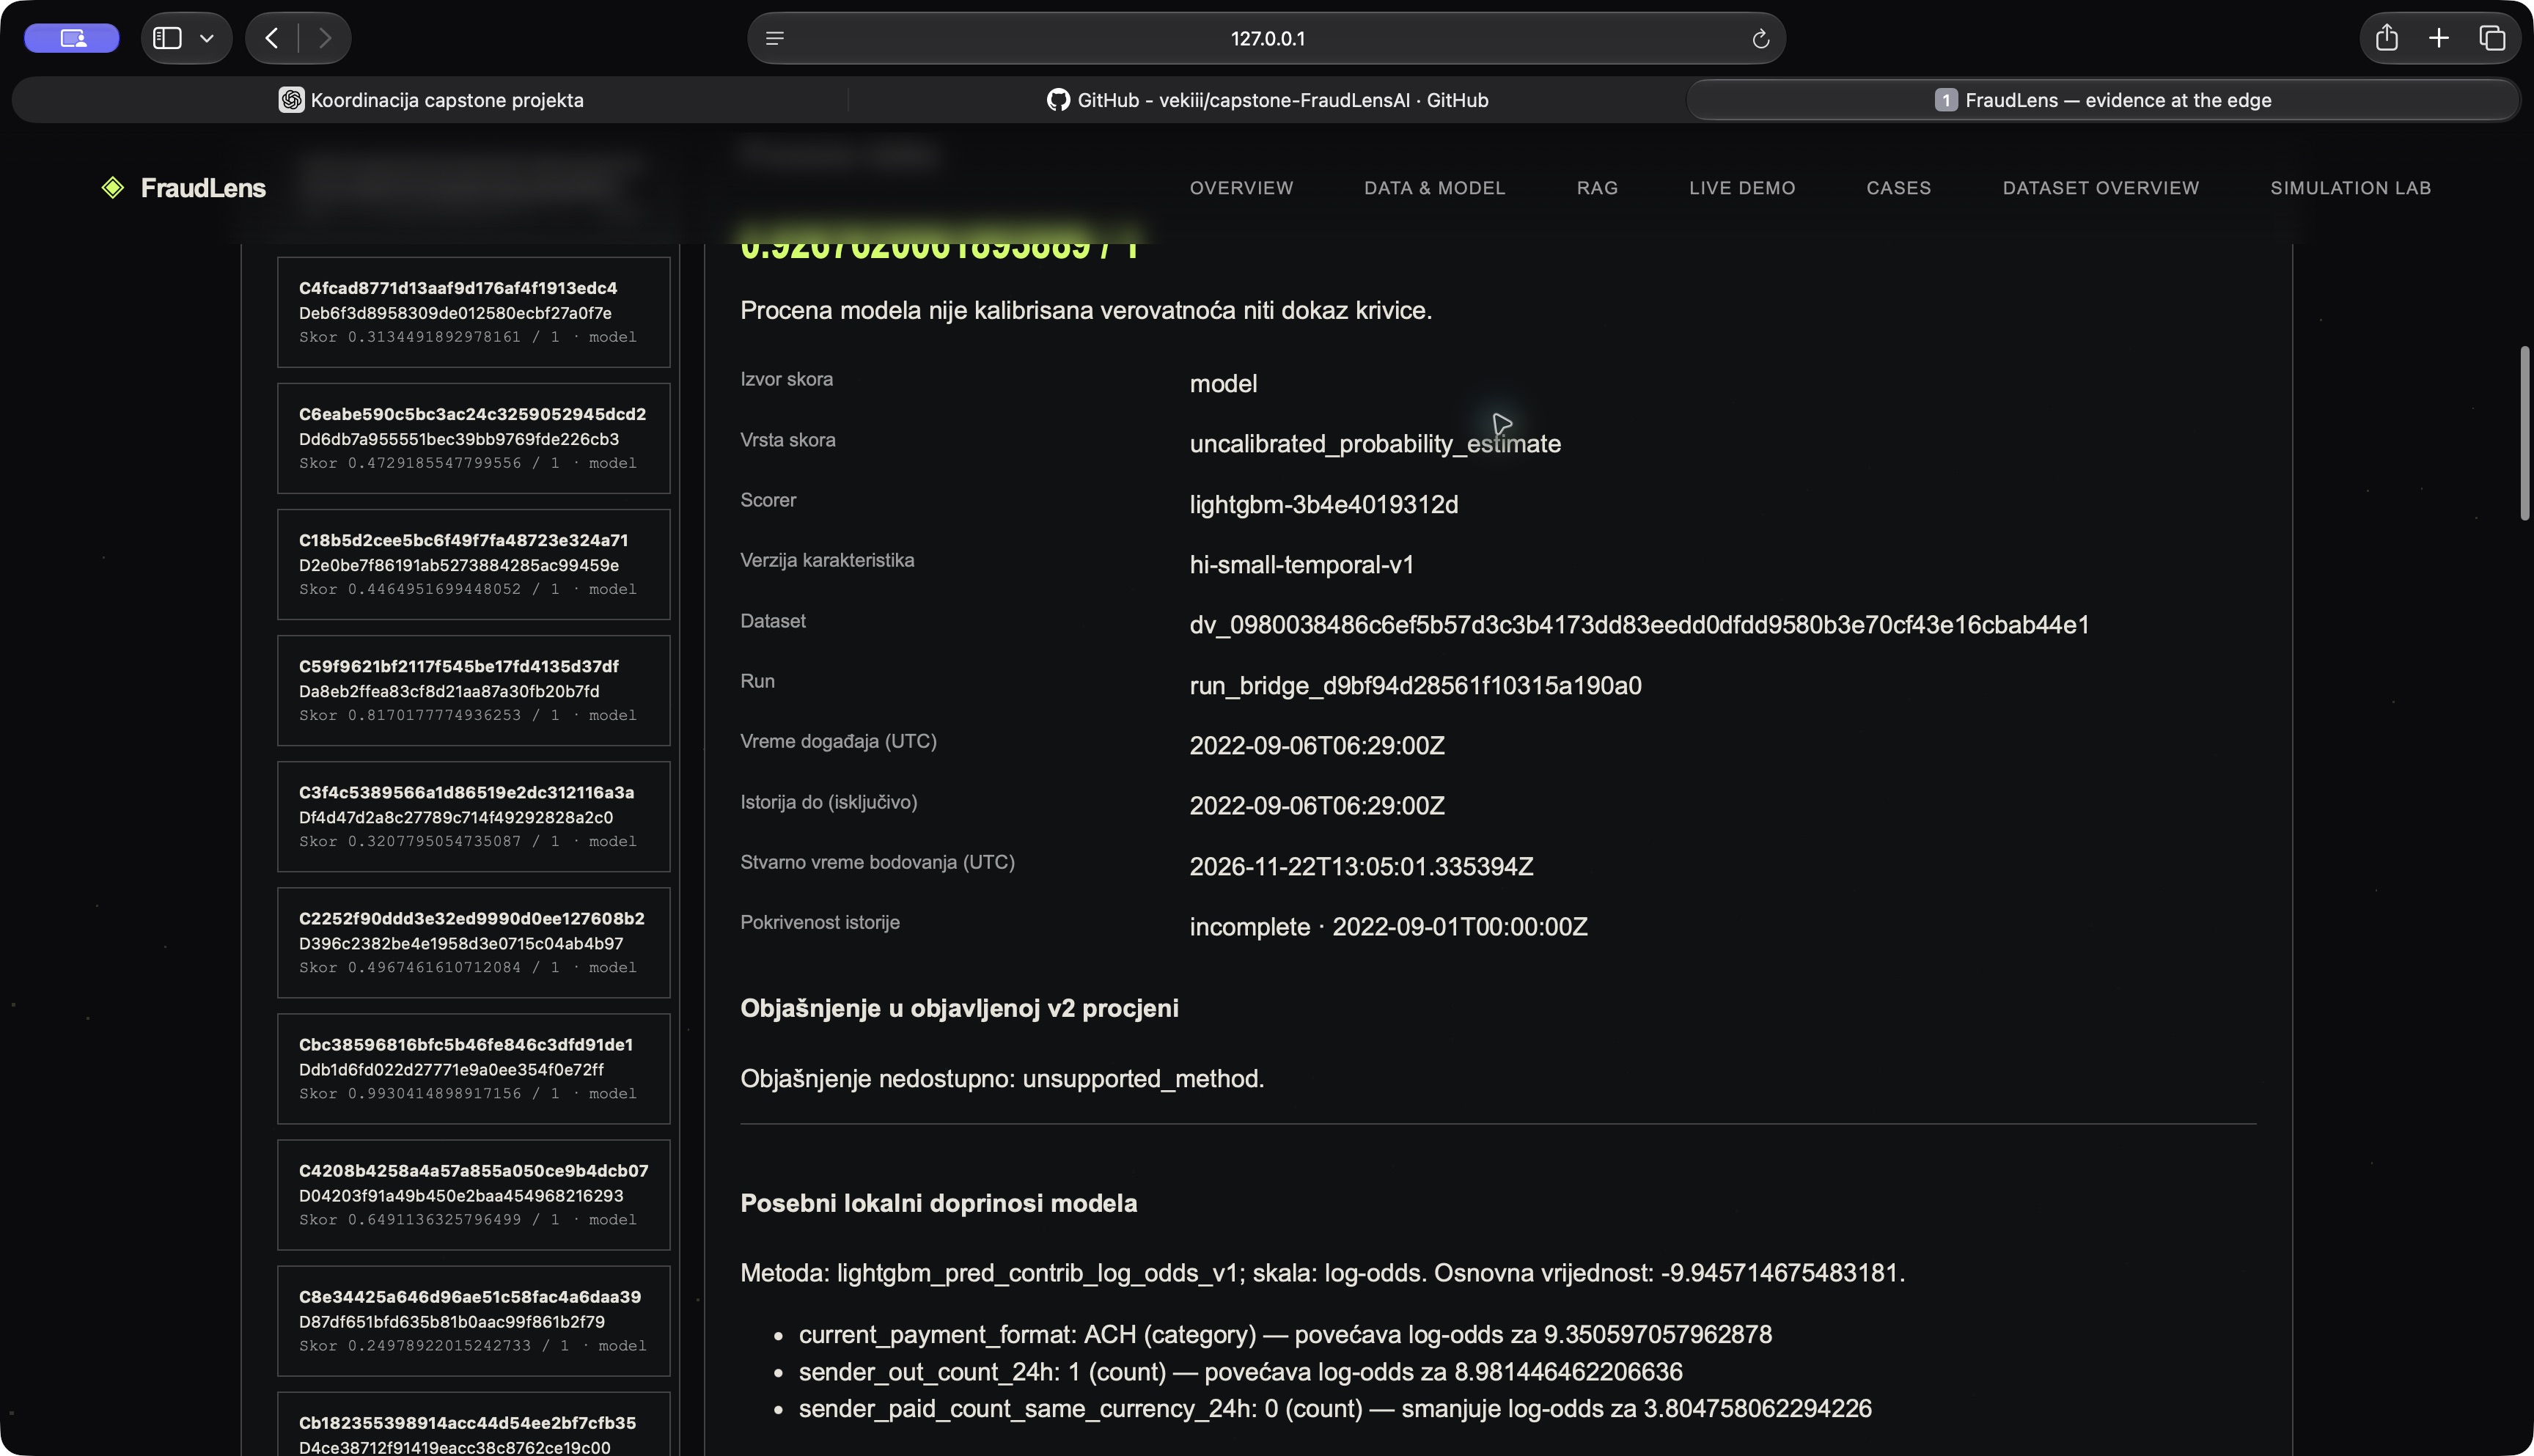 127.0.0.1
Koordinacija capstone projekta
GitHub - vekiii/capstone-FraudLensAI · GitHub
1 FraudLens — evidence at the edge
FraudLens
OVERVIEW
DATA & MODEL
RAG
LIVE DEMO
CASES
DATASET OVERVIEW
SIMULATION LAB
C4fcad8771d13aaf9d176af4f1913edc4
Deb6f3d8958309de012580ecbf27a0f7e
Skor 0.3134491892978161 / 1 · model
C6eabe590c5bc3ac24c3259052945dcd2
Dd6db7a955551bec39bb9769fde226cb3
Skor 0.4729185547799556 / 1 · model
C18b5d2cee5bc6f49f7fa48723e324a71
D2e0be7f86191ab5273884285ac99459e
Skor 0.4464951699448052 / 1 · model
C59f9621bf2117f545be17fd4135d37df
Da8eb2ffea83cf8d21aa87a30fb20b7fd
Skor 0.8170177774936253 / 1 · model
C3f4c5389566a1d86519e2dc312116a3a
Df4d47d2a8c27789c714f49292828a2c0
Skor 0.3207795054735087 / 1 · model
C2252f90ddd3e32ed9990d0ee127608b2
D396c2382be4e1958d3e0715c04ab4b97
Skor 0.4967461610712084 / 1 · model
Cbc38596816bfc5b46fe846c3dfd91de1
Ddb1d6fd022d27771e9a0ee354f0e72ff
Skor 0.9930414898917156 / 1 · model
C4208b4258a4a57a855a050ce9b4dcb07
D04203f91a49b450e2baa454968216293
Skor 0.6491136325796499 / 1 · model
C8e34425a646d96ae51c58fac4a6daa39
D87df651bfd635b81b0aac99f861b2f79
Skor 0.24978922015242733 / 1 · model
Cb182355398914acc44d54ee2bf7cfb35
D4ce38712f91419eacc38c8762ce19c00
Procena modela nije kalibrisana verovatnoća niti dokaz krivice.
Izvor skora model
Vrsta skora uncalibrated_probability_estimate
Scorer lightgbm-3b4e4019312d
Verzija karakteristika hi-small-temporal-v1
Dataset dv_0980038486c6ef5b57d3c3b4173dd83eedd0dfdd9580b3e70cf43e16cbab44e1
Run run_bridge_d9bf94d28561f10315a190a0
Vreme događaja (UTC) 2022-09-06T06:29:00Z
Istorija do (isključivo) 2022-09-06T06:29:00Z
Stvarno vreme bodovanja (UTC) 2026-11-22T13:05:01.335394Z
Pokrivenost istorije incomplete · 2022-09-01T00:00:00Z
Objašnjenje u objavljenoj v2 procjeni
Objašnjenje nedostupno: unsupported_method.
Posebni lokalni doprinosi modela
Metoda: lightgbm_pred_contrib_log_odds_v1; skala: log-odds. Osnovna vrijednost: -9.945714675483181.
• current_payment_format: ACH (category) — povećava log-odds za 9.350597057962878
• sender_out_count_24h: 1 (count) — povećava log-odds za 8.981446462206636
• sender_paid_count_same_currency_24h: 0 (count) — smanjuje log-odds za 3.804758062294226